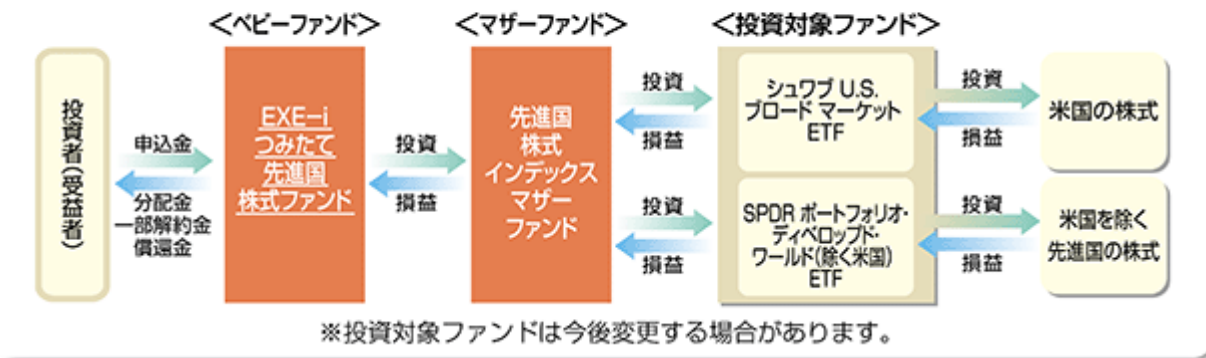 <ベビーファンド>
<マザーファンド>
<投資対象ファンド>
投資者(受益者)
申込金
分配金
一部解約金
償還金
EXE-i
つみたて
先進国
株式ファンド
投資
損益
先進国
株式
インデックス
マザー
ファンド
投資
損益
投資
損益
シュワブ U.S.
ブロード マーケット
ETF
SPDR ポートフォリオ・
ディベロップド・
ワールド(除く米国)
ETF
投資
損益
投資
損益
米国の株式
米国を除く
先進国の株式
※投資対象ファンドは今後変更する場合があります。